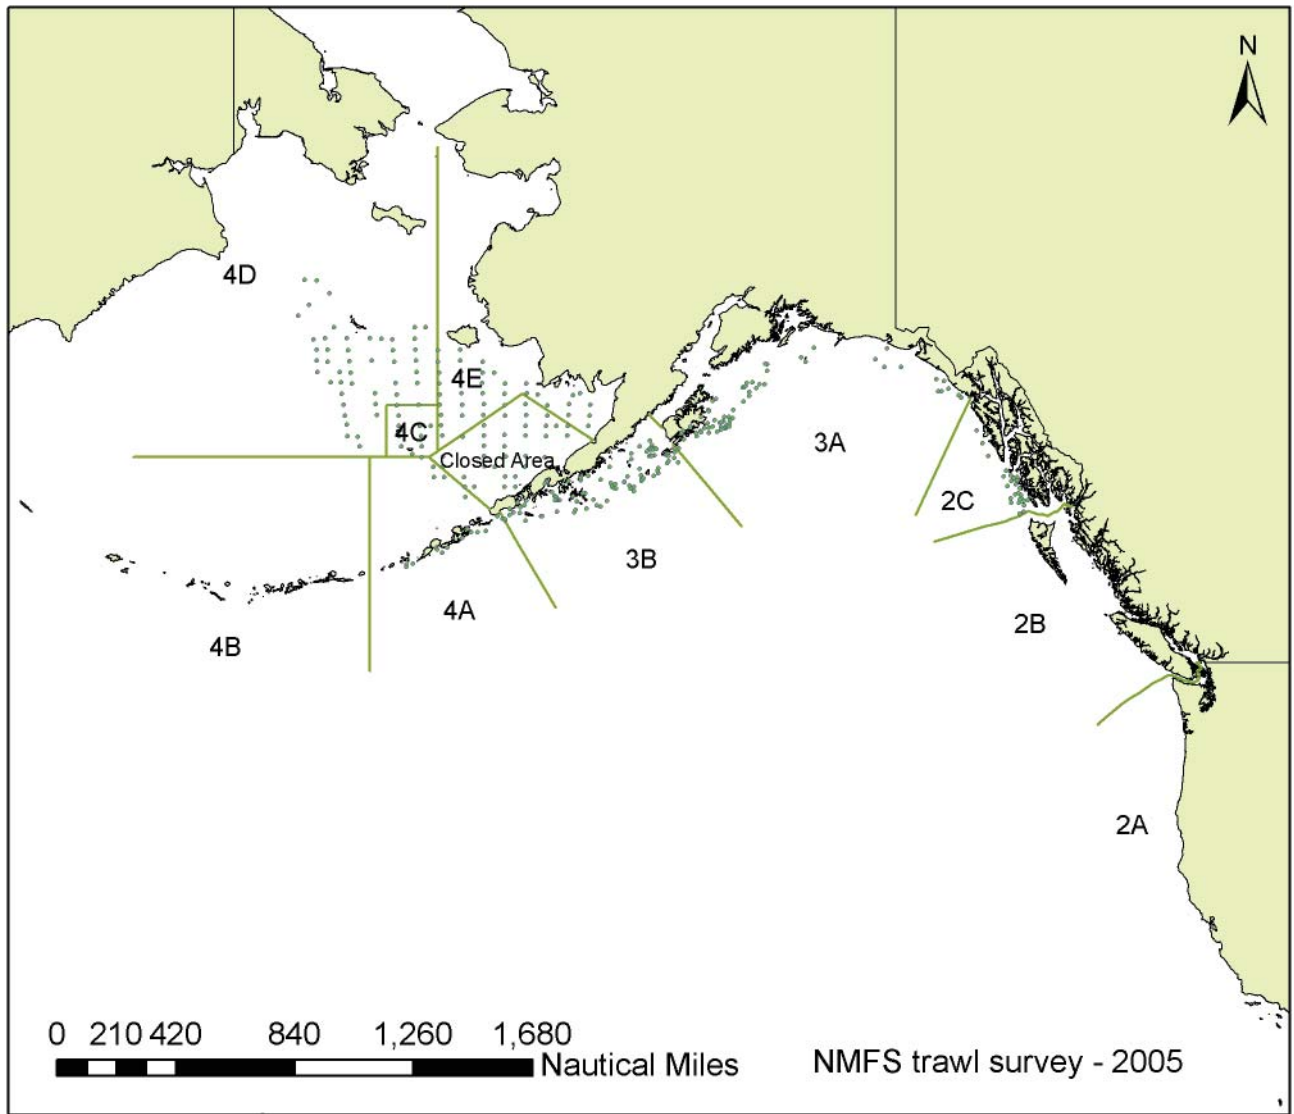 N
4D
4E
4C
Closed Area
3A
2C
3B
4A
2B
4B
2A
0 210 420 840 1,260 1,680
Nautical Miles
NMFS trawl survey - 2005